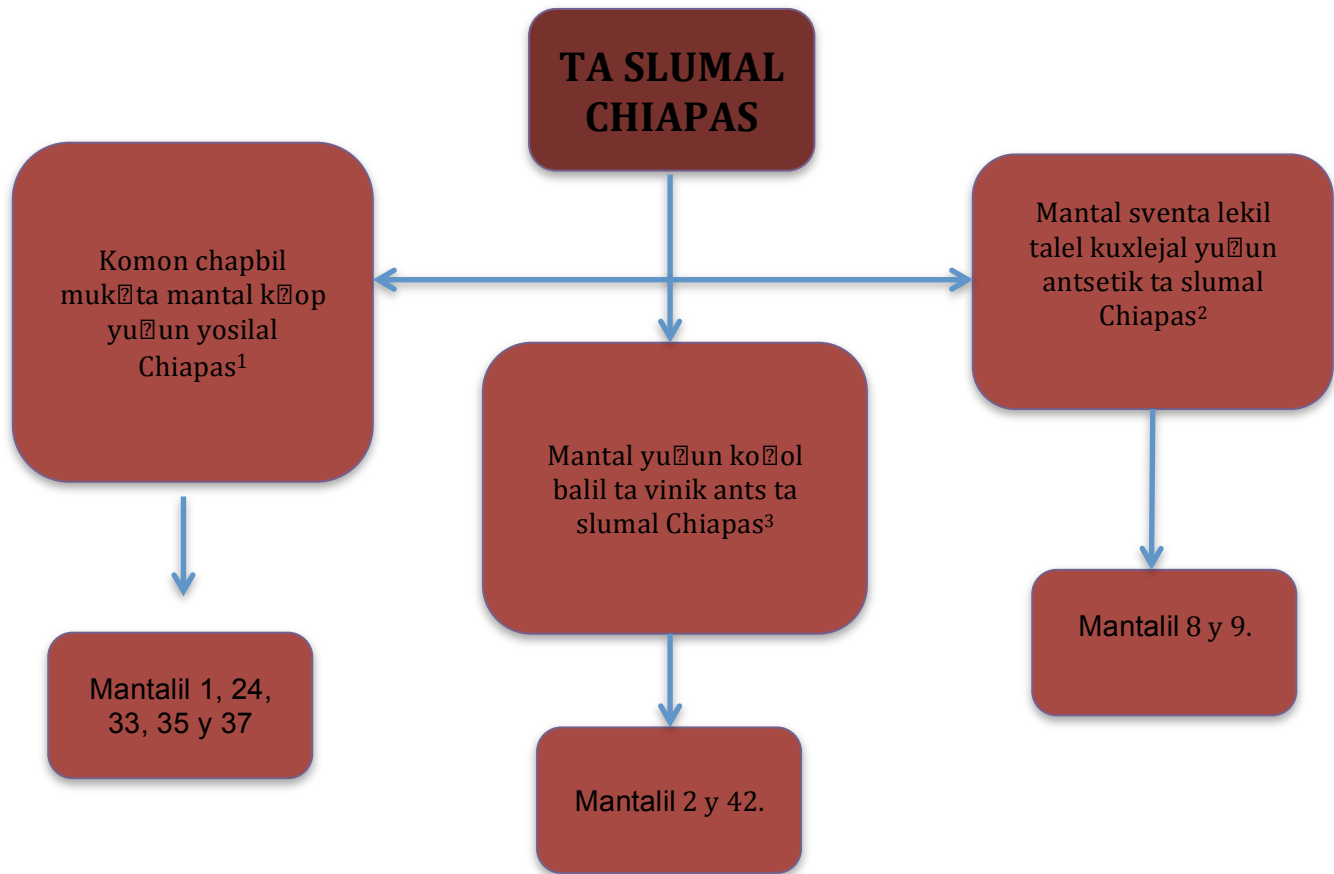 TA SLUMAL
CHIAPAS
Komon chapbil
muk�ta mantal k�op
yu�un yosilal
Chiapas¹
Mantal yu�un ko�ol
balil ta vinik ants ta
slumal Chiapas³
Mantal sventa lekil
talel kuxlejal yu�un
antsetik ta slumal
Chiapas²
Mantalil 1, 24,
33, 35 y 37
Mantalil 2 y 42.
Mantalil 8 y 9.